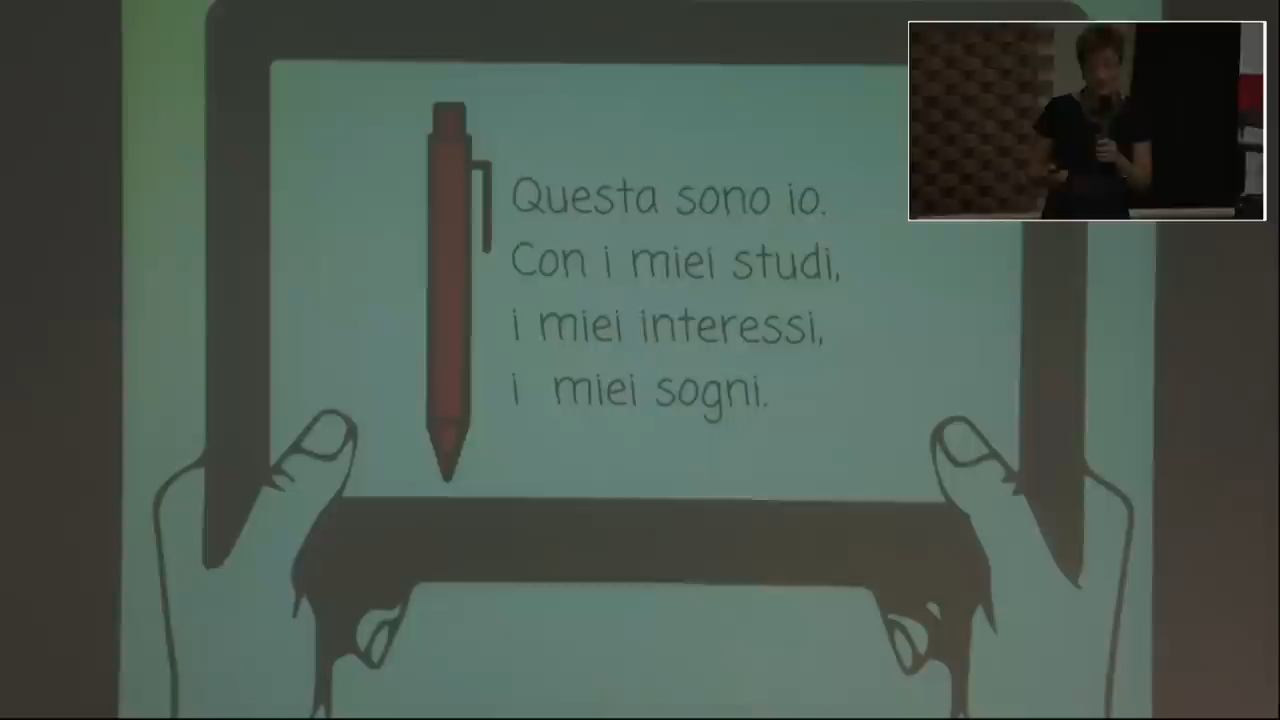 Questa sono io.
Con i miei studi,
i miei interessi,
i miei sogni.